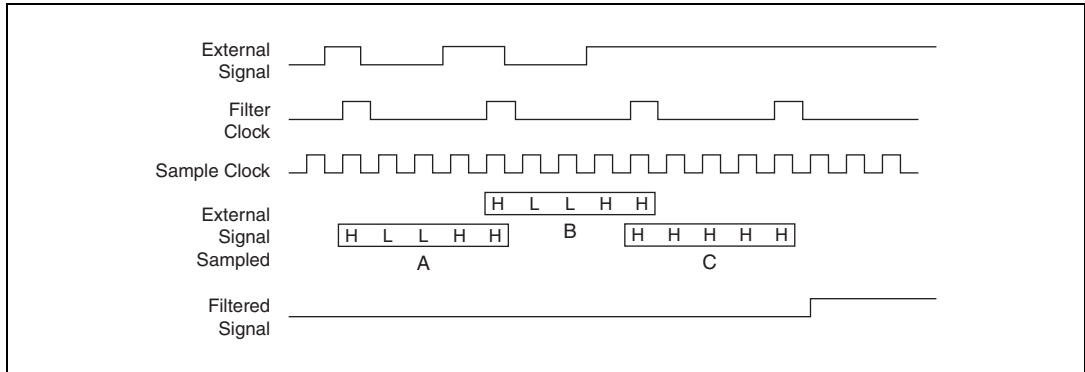 External
Signal
Filter
Clock
Sample Clock
External
Signal
Sampled
H L L H H
B
H L L H H
A
H H H H H
C
Filtered
Signal